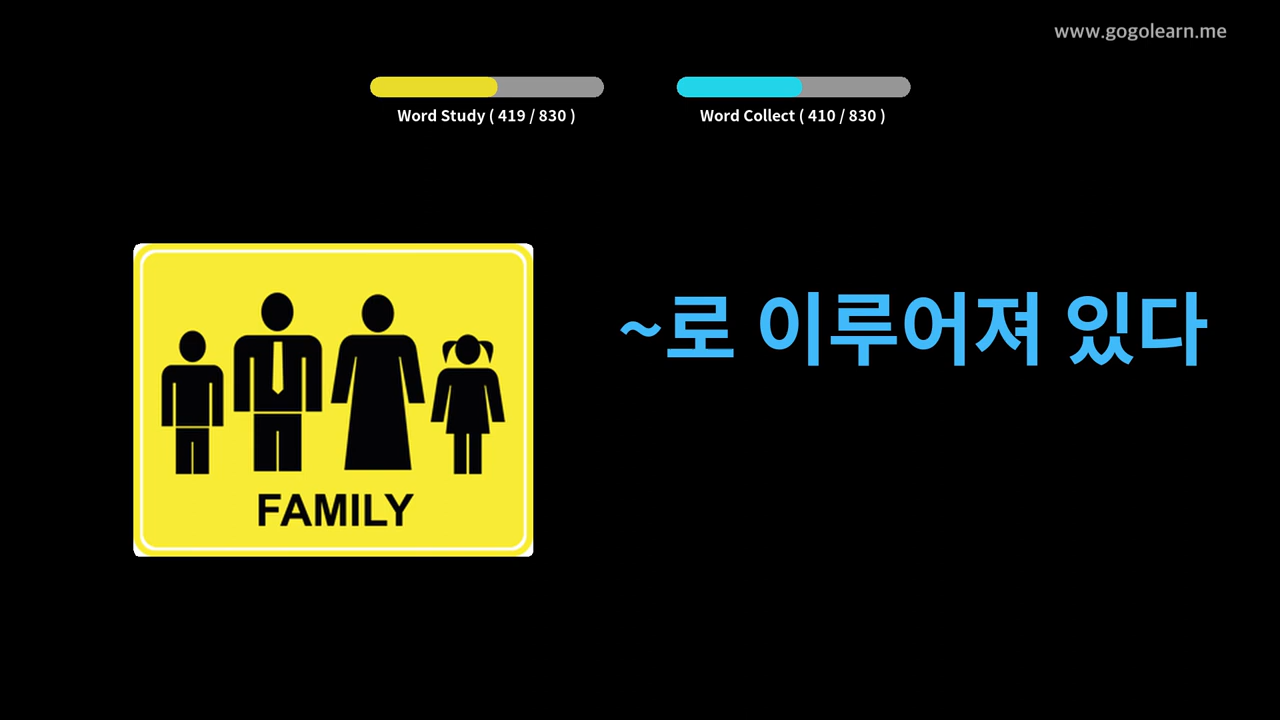 www.gogolearn.me
Word Study ( 419 / 830 )
Word Collect ( 410 / 830 )
~로 이루어져 있다
FAMILY